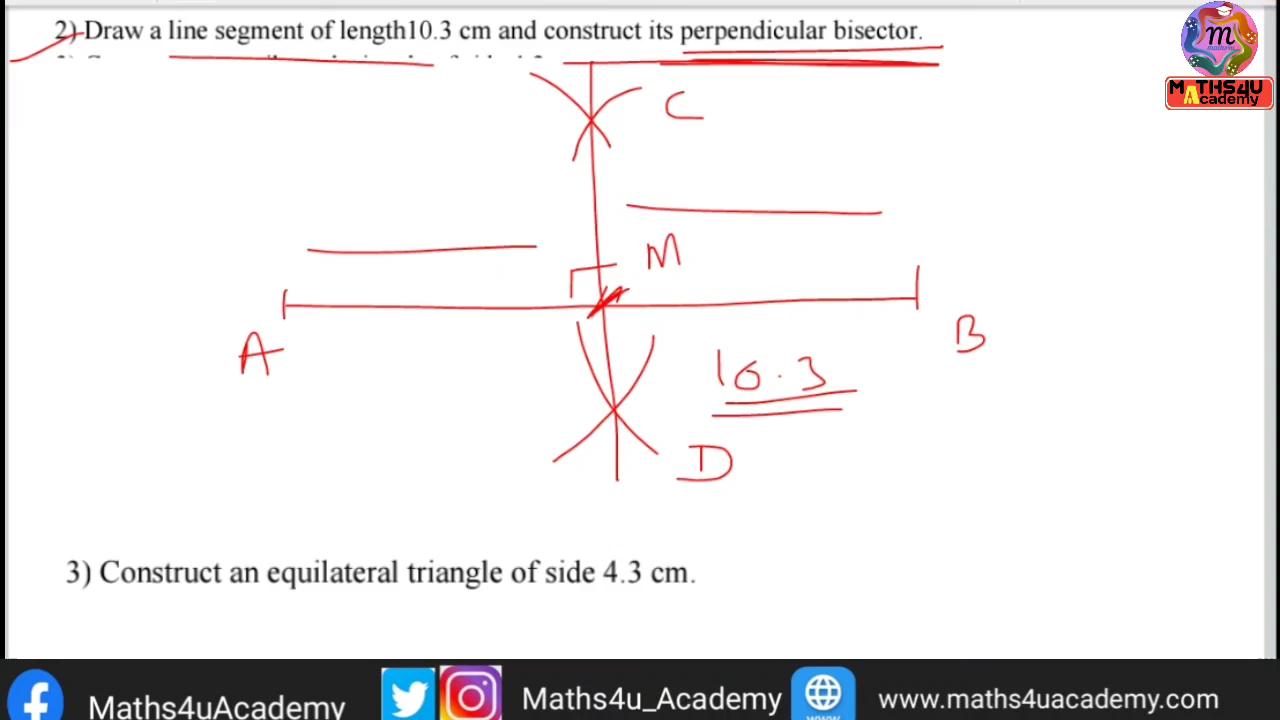 2) Draw a line segment of length10.3 cm and construct its perpendicular bisector.
m
MATHS4U
Academy
C
M
A
B
10.3
D
3) Construct an equilateral triangle of side 4.3 cm.
Maths4uAcademy
Maths4u_Academy
www.maths4uacademy.com